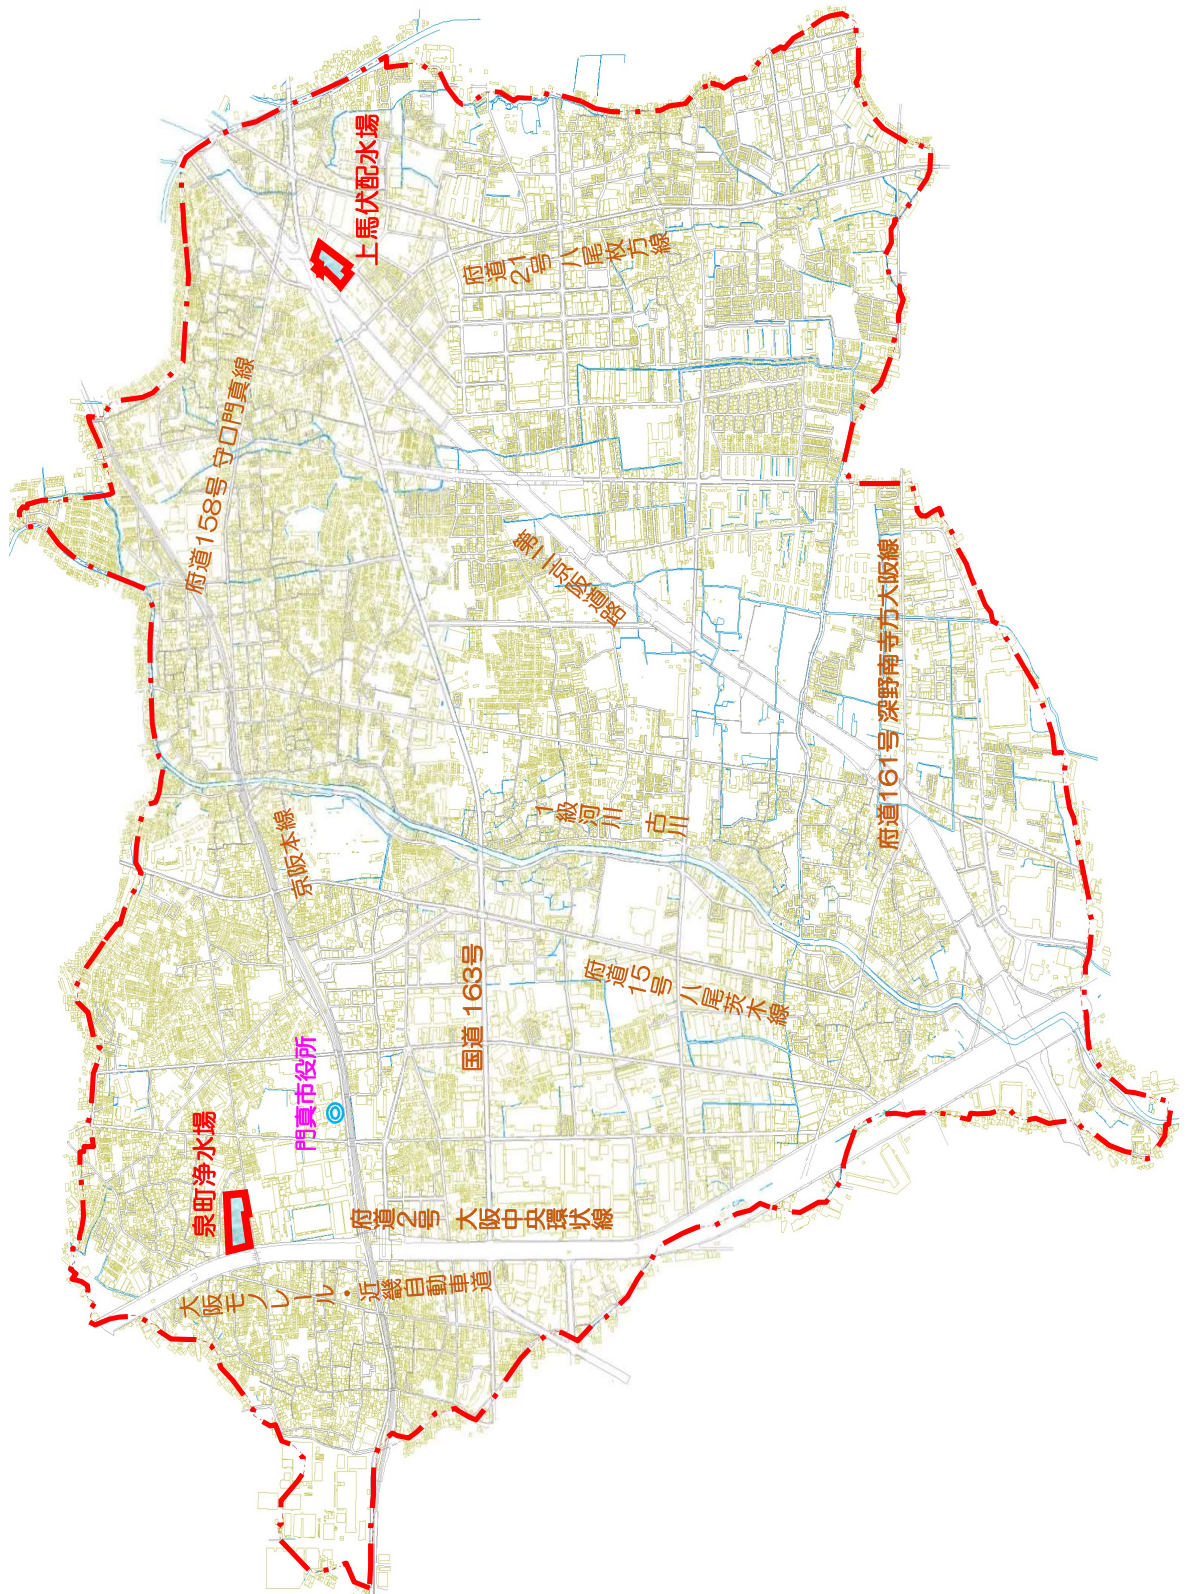 上馬伏配水場
府道
21号 八尾枚方線
府道158号 守口門真線
第二京阪道路
府道161号 深野南寺方大阪線
1級河川 古川
京阪本線
国道 163号
府道
15号 八尾茨木線
門真市役所
泉町浄水場
府道2号 大阪中央環状線
大阪モノレール・近畿自動車道